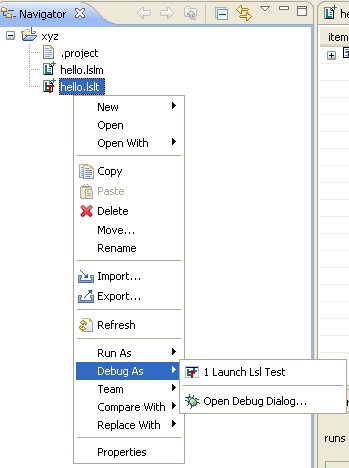 Navigator
he
xyz
.project
hello.lslm
hello.lslt
item
New
Open
Open With
Copy
Paste
Delete
Move...
Rename
Import...
Export...
Refresh
Run As
Debug As
1 Launch Lsl Test
Team
Open Debug Dialog...
Compare With
Replace With
runs
Properties